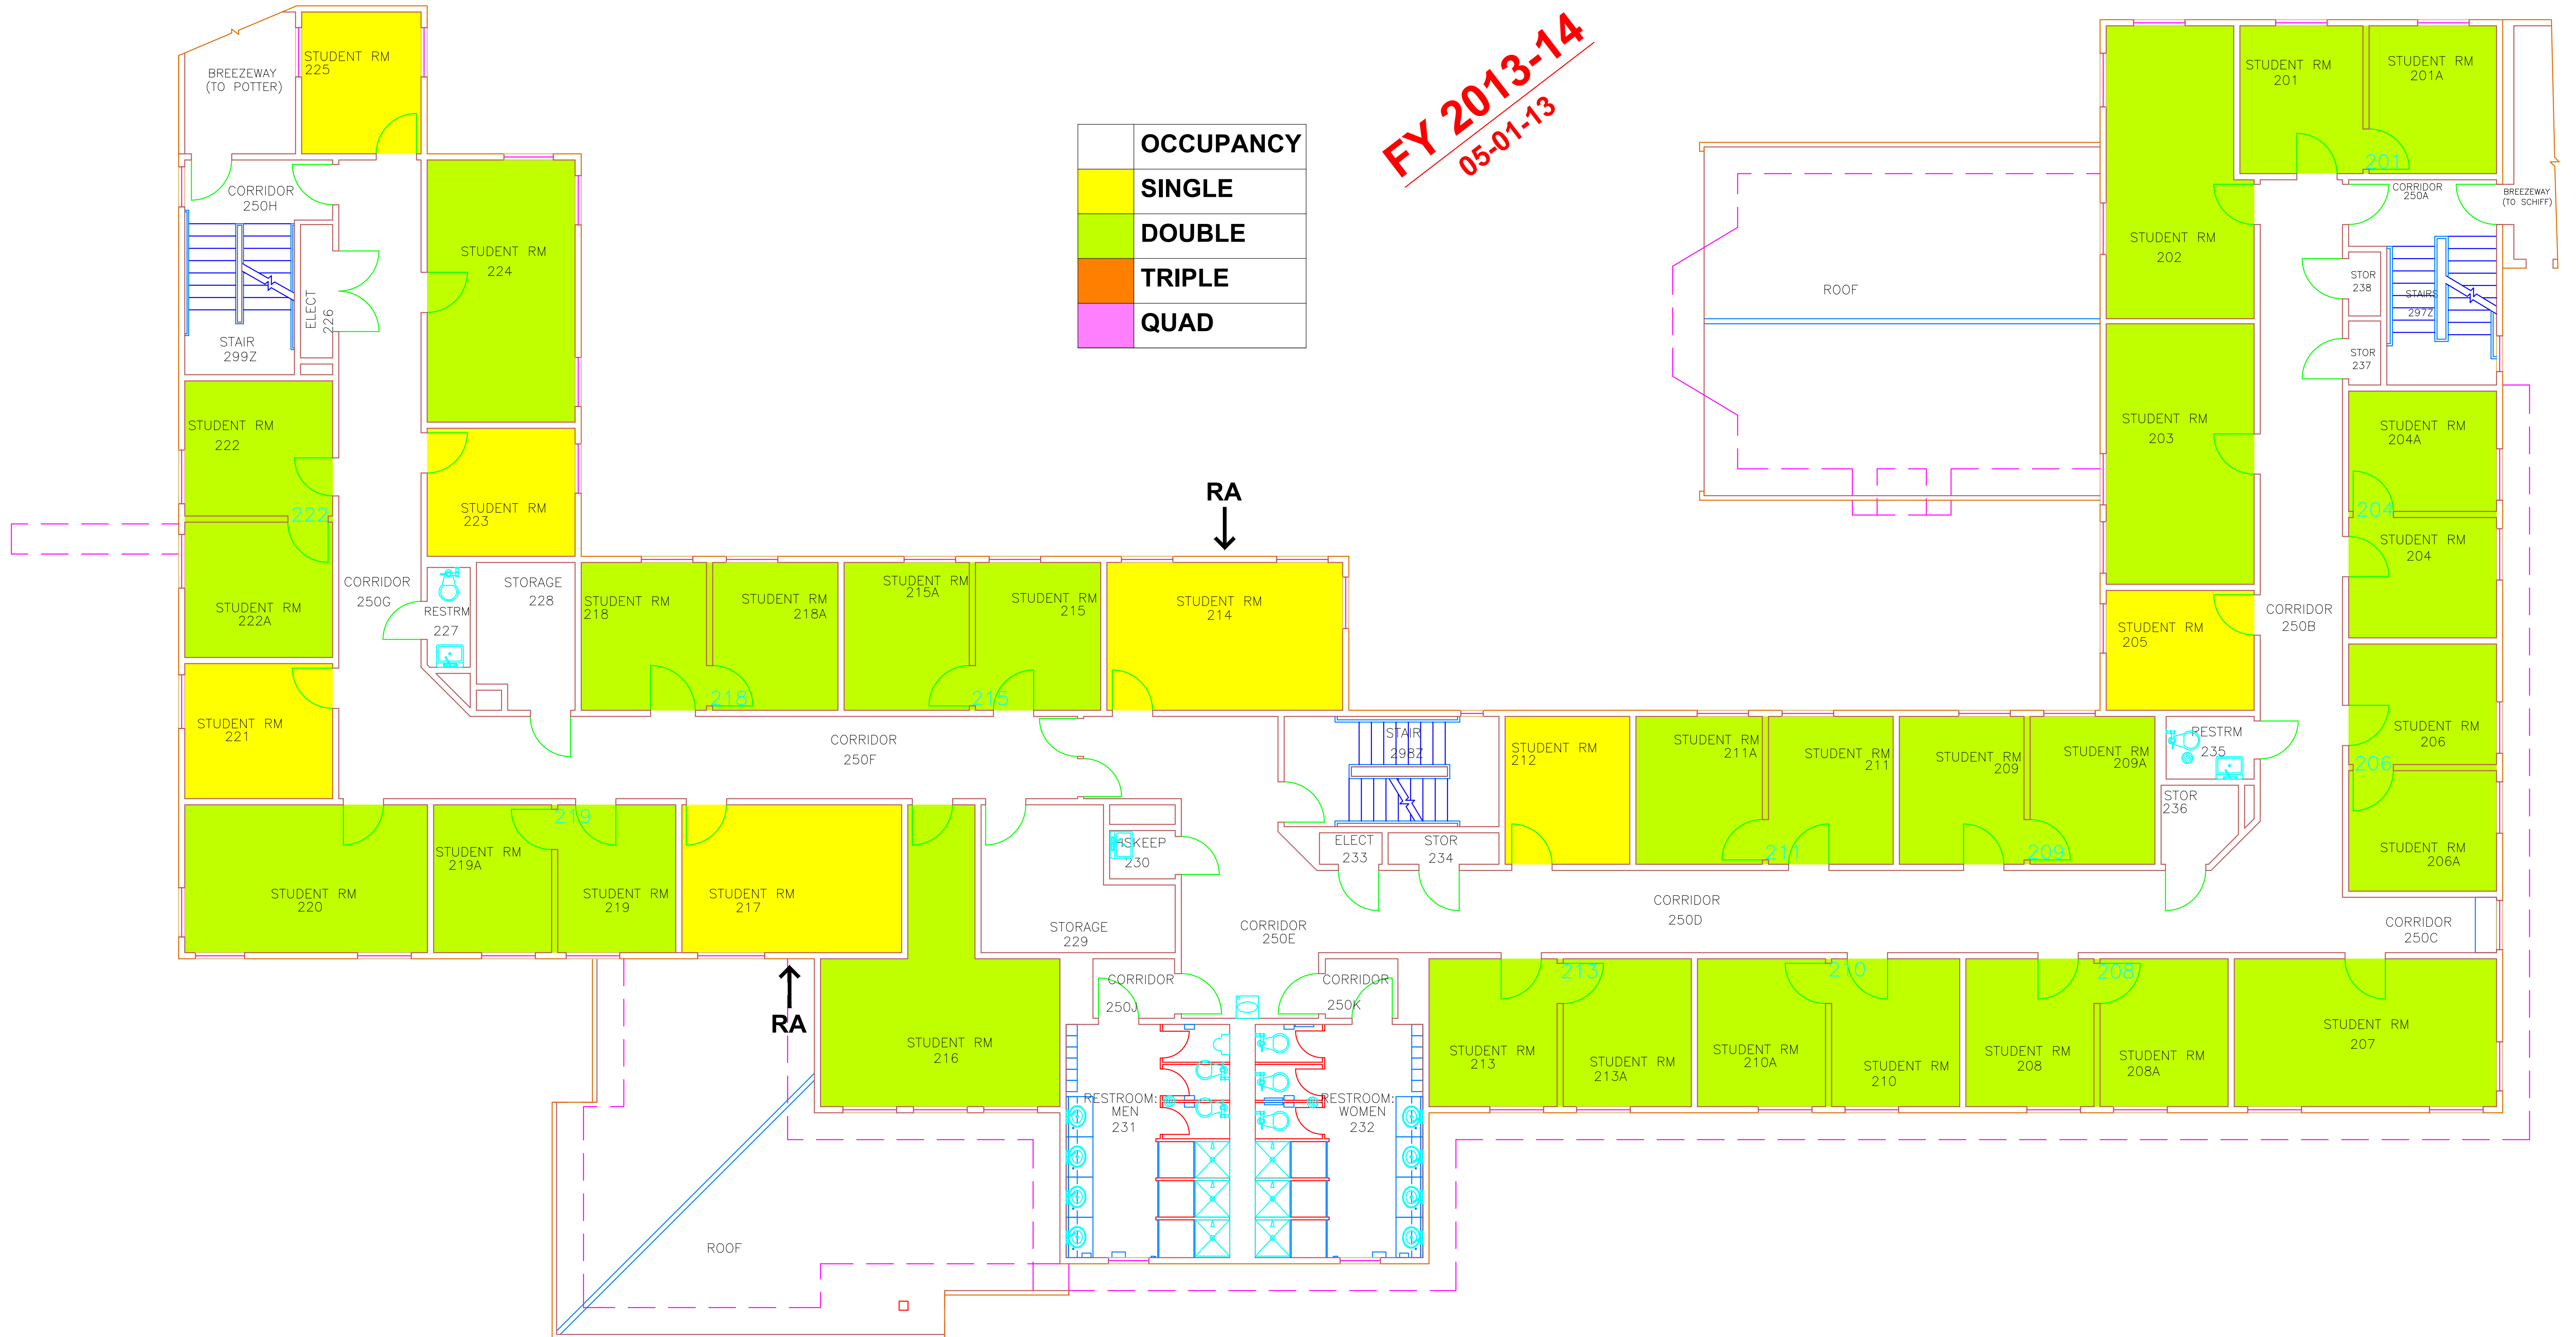 STUDENT RM
225
BREEZEWAY
(TO POTTER)
CORRIDOR
250H
STAIR
299Z
ELECT
226
STUDENT RM
224
STUDENT RM
222
222
STUDENT RM
222A
STUDENT RM
223
CORRIDOR
250G
RESTRM
227
STORAGE
228
STUDENT RM
221
OCCUPANCY
SINGLE
DOUBLE
TRIPLE
QUAD
FY 2013-14
05-01-13
RA
STUDENT RM
218
STUDENT RM
218A
218
STUDENT RM
215A
STUDENT RM
215
215
STUDENT RM
214
CORRIDOR
250F
STUDENT RM
220
STUDENT RM
219A
219
STUDENT RM
219
STUDENT RM
217
RA
STUDENT RM
216
STORAGE
229
HSKEEP
230
CORRIDOR
250E
STAIR
298Z
ELECT
233
STOR
234
CORRIDOR
250J
CORRIDOR
250K
RESTROOM:
MEN
231
RESTROOM:
WOMEN
232
ROOF
ROOF
STUDENT RM
201
STUDENT RM
201A
201
CORRIDOR
250A
BREEZEWAY
(TO SCHIFF)
STUDENT RM
202
STOR
238
STAIRS
297Z
STOR
237
STUDENT RM
203
STUDENT RM
204A
204
STUDENT RM
204
STUDENT RM
205
CORRIDOR
250B
STUDENT RM
206
206
STUDENT RM
206A
RESTRM
235
STOR
236
STUDENT RM
212
STUDENT RM
211A
STUDENT RM
211
211
STUDENT RM
209
STUDENT RM
209A
209
CORRIDOR
250D
CORRIDOR
250C
213
STUDENT RM
213
STUDENT RM
213A
210
STUDENT RM
210A
STUDENT RM
210
208
STUDENT RM
208
STUDENT RM
208A
STUDENT RM
207